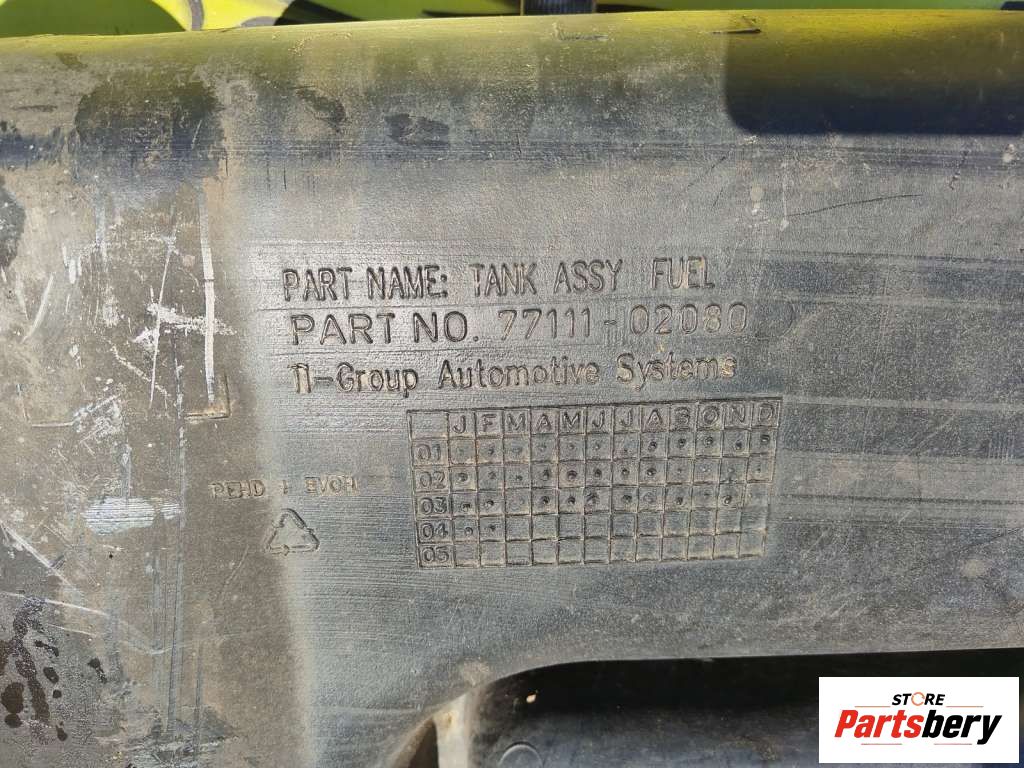 PART NAME: TANK ASSY FUEL
PART NO. 77111-02080
TI-Group Automotive Systems
J F M A M J J A S O N D
01
02
03
04
05
PEHD + EVOH
STORE
Partsbery